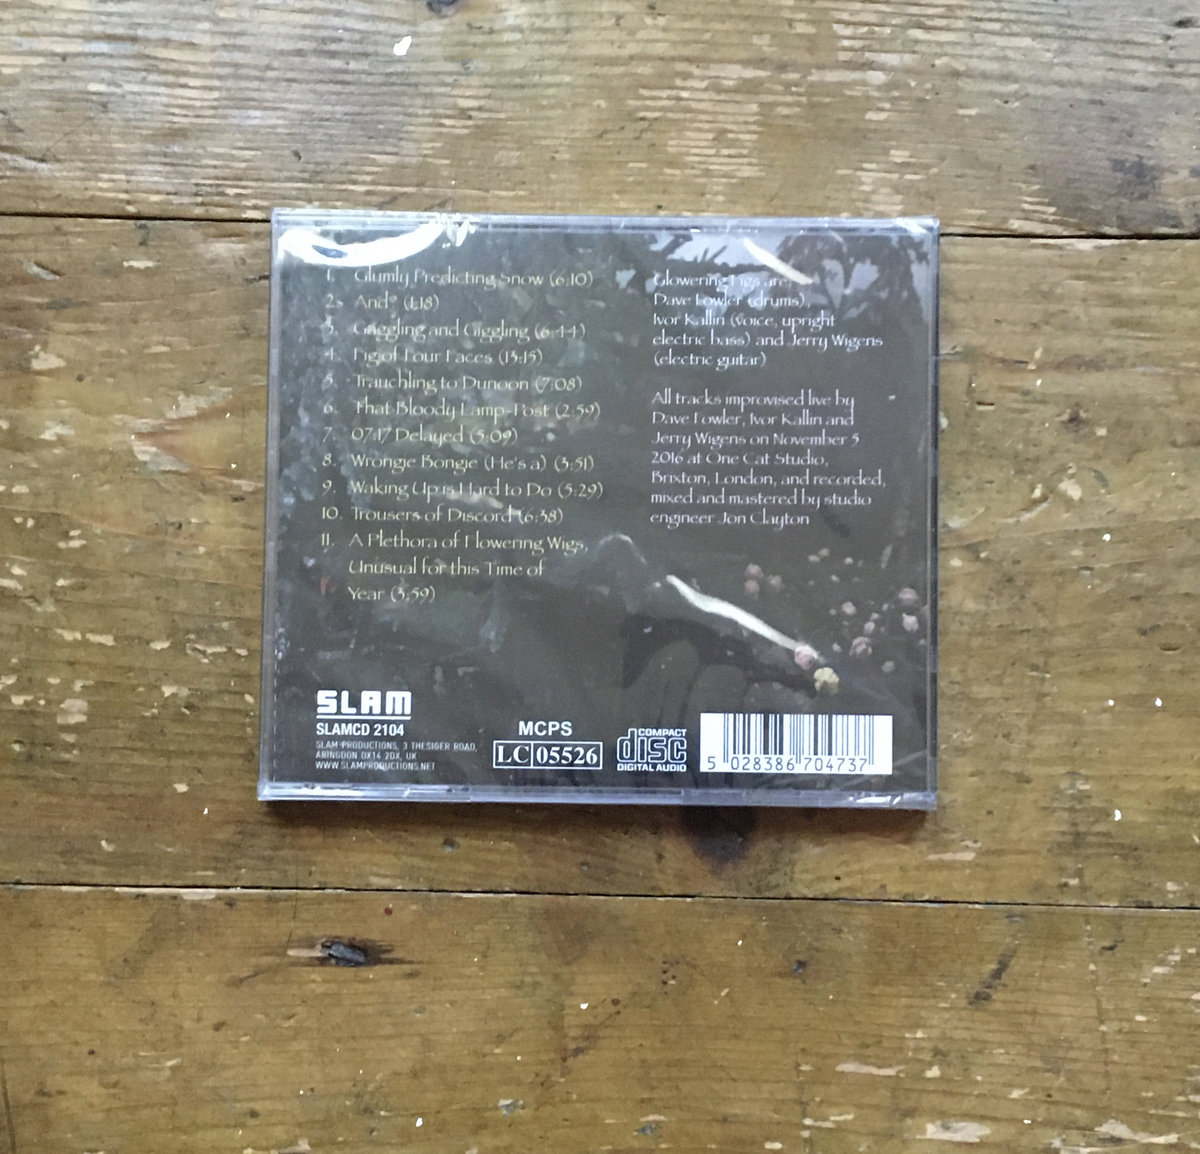 1. Glumly Predicting Snow (6:10)
2. And? (1:18)
3. Guggling and Giggling (6:44)
4. Pig of Four Faces (13:15)
5. Trauchling to Dunoon (7:08)
6. That Bloody Lamp-Post (2:59)
7. 07:17 Delayed (5:09)
8. Wrongie Bongie (He's a) (3:51)
9. Waking Up is Hard to Do (5:29)
10. Trousers of Discord (6:38)
11. A Plethora of Flowering Wigs,
Unusual for this Time of
Year (3:59)
Glowering Figs are:
Dave Fowler (drums),
Ivor Kallin (voice, upright
electric bass) and Jerry Wigens
(electric guitar)
All tracks improvised live by
Dave Fowler, Ivor Kallin and
Jerry Wigens on November 5
2016 at One Cat Studio,
Brixton, London, and recorded,
mixed and mastered by studio
engineer Jon Clayton
SLAM
SLAMCD 2104
SLAM PRODUCTIONS, 3 THESIGER ROAD,
ABINGDON OX14 2DX, UK
WWW.SLAMPRODUCTIONS.NET
MCPS
LC 05526
COMPACT
disc
DIGITAL AUDIO
5 028386 704737